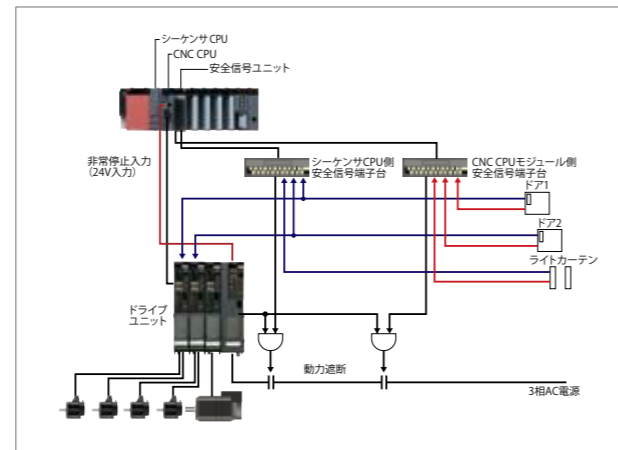 シーケンサCPU
CNC CPU
安全信号ユニット
非常停止入力
(24V入力)
シーケンサCPU側
安全信号端子台
CNC CPUモジュール側
安全信号端子台
ドア1
ドア2
ライトカーテン
ドライブ
ユニット
動力遮断
3相AC電源